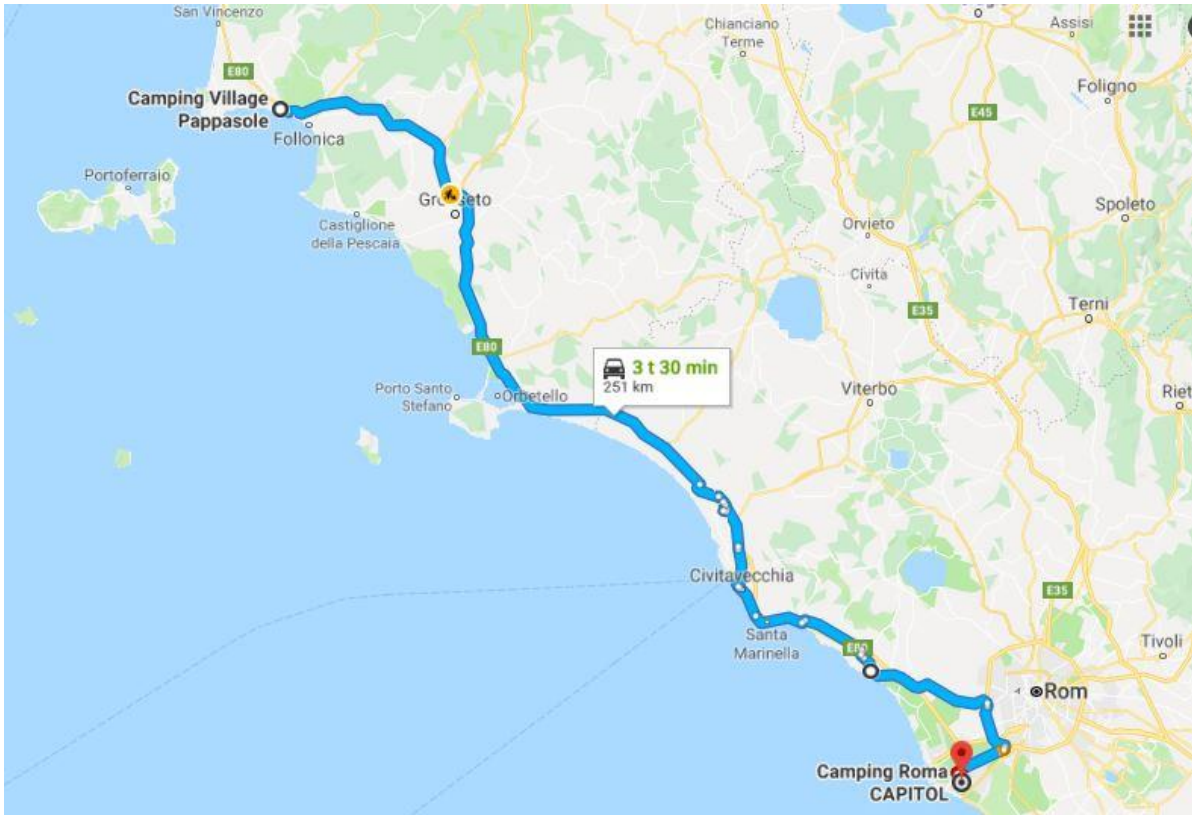 San Vincenzo
Chianciano
Terme
Assisi
E80
Foligno
Camping Village
Pappasole
Follonica
E45
Portoferraio
Spoleto
Castiglione
della Pescaia
Orvieto
Civita
Terni
E35
E80
3 t 30 min
251 km
Porto Santo
Stefano
Orbetello
Viterbo
Civitavecchia
E35
Santa
Marinella
Tivoli
Rom
Camping Roma
CAPITOL